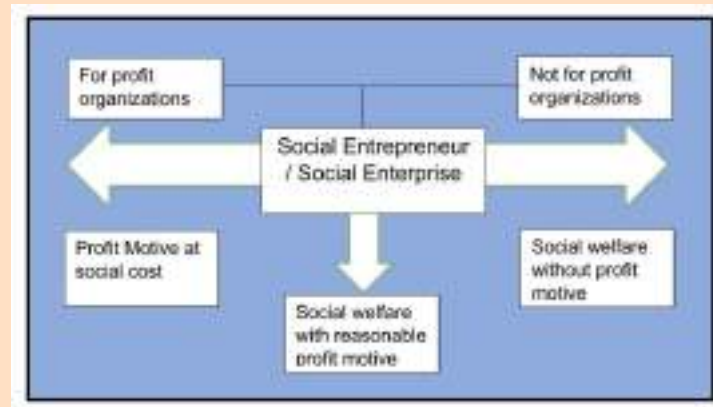 For profit
organizations
Not for profit
organizations
Social Entrepreneur
/ Social Enterprise
Profit Motive at
social cost
Social welfare
without profit
motive
Social welfare
with reasonable
profit motive